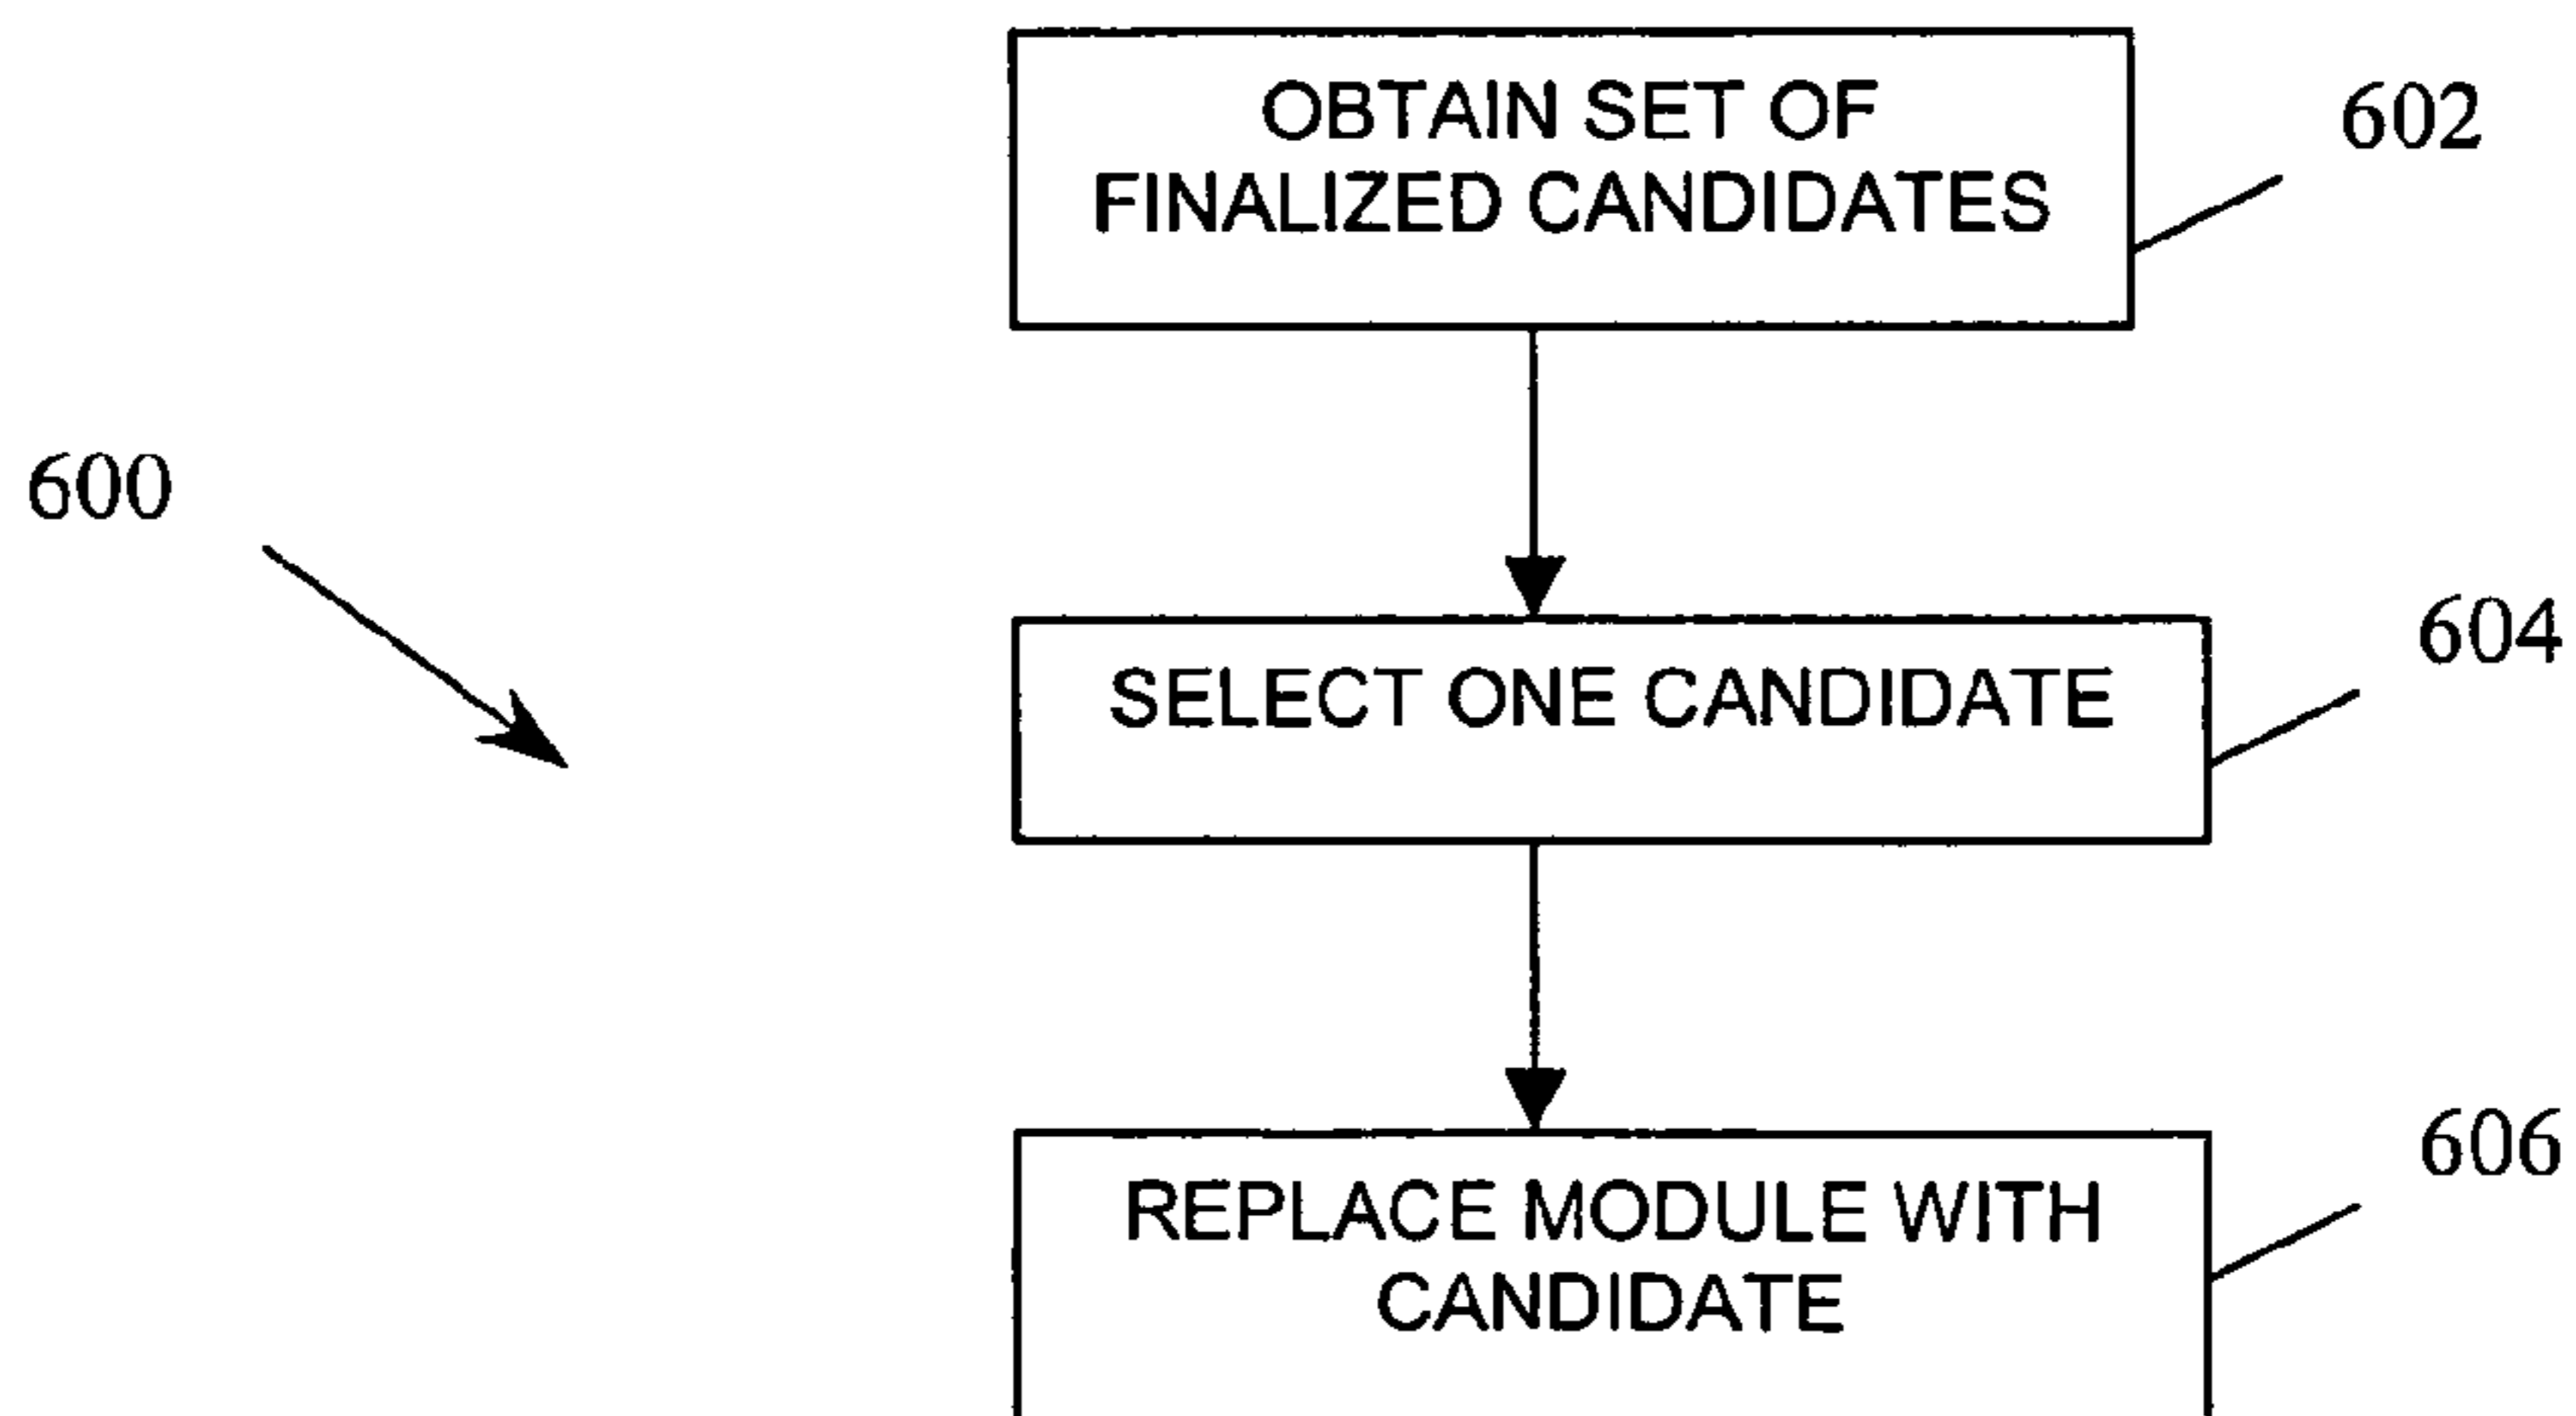 OBTAIN SET OF
FINALIZED CANDIDATES
602
600
SELECT ONE CANDIDATE
604
REPLACE MODULE WITH
CANDIDATE
606